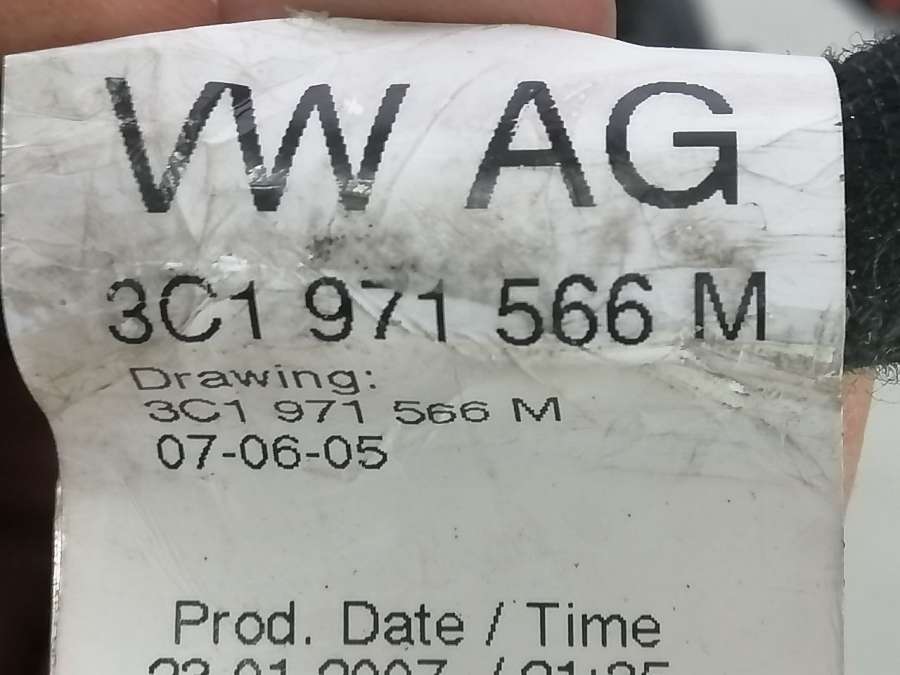 VW AG
3C1 971 566 M
Drawing:
3C1 971 566 M
07-06-05
Prod. Date / Time